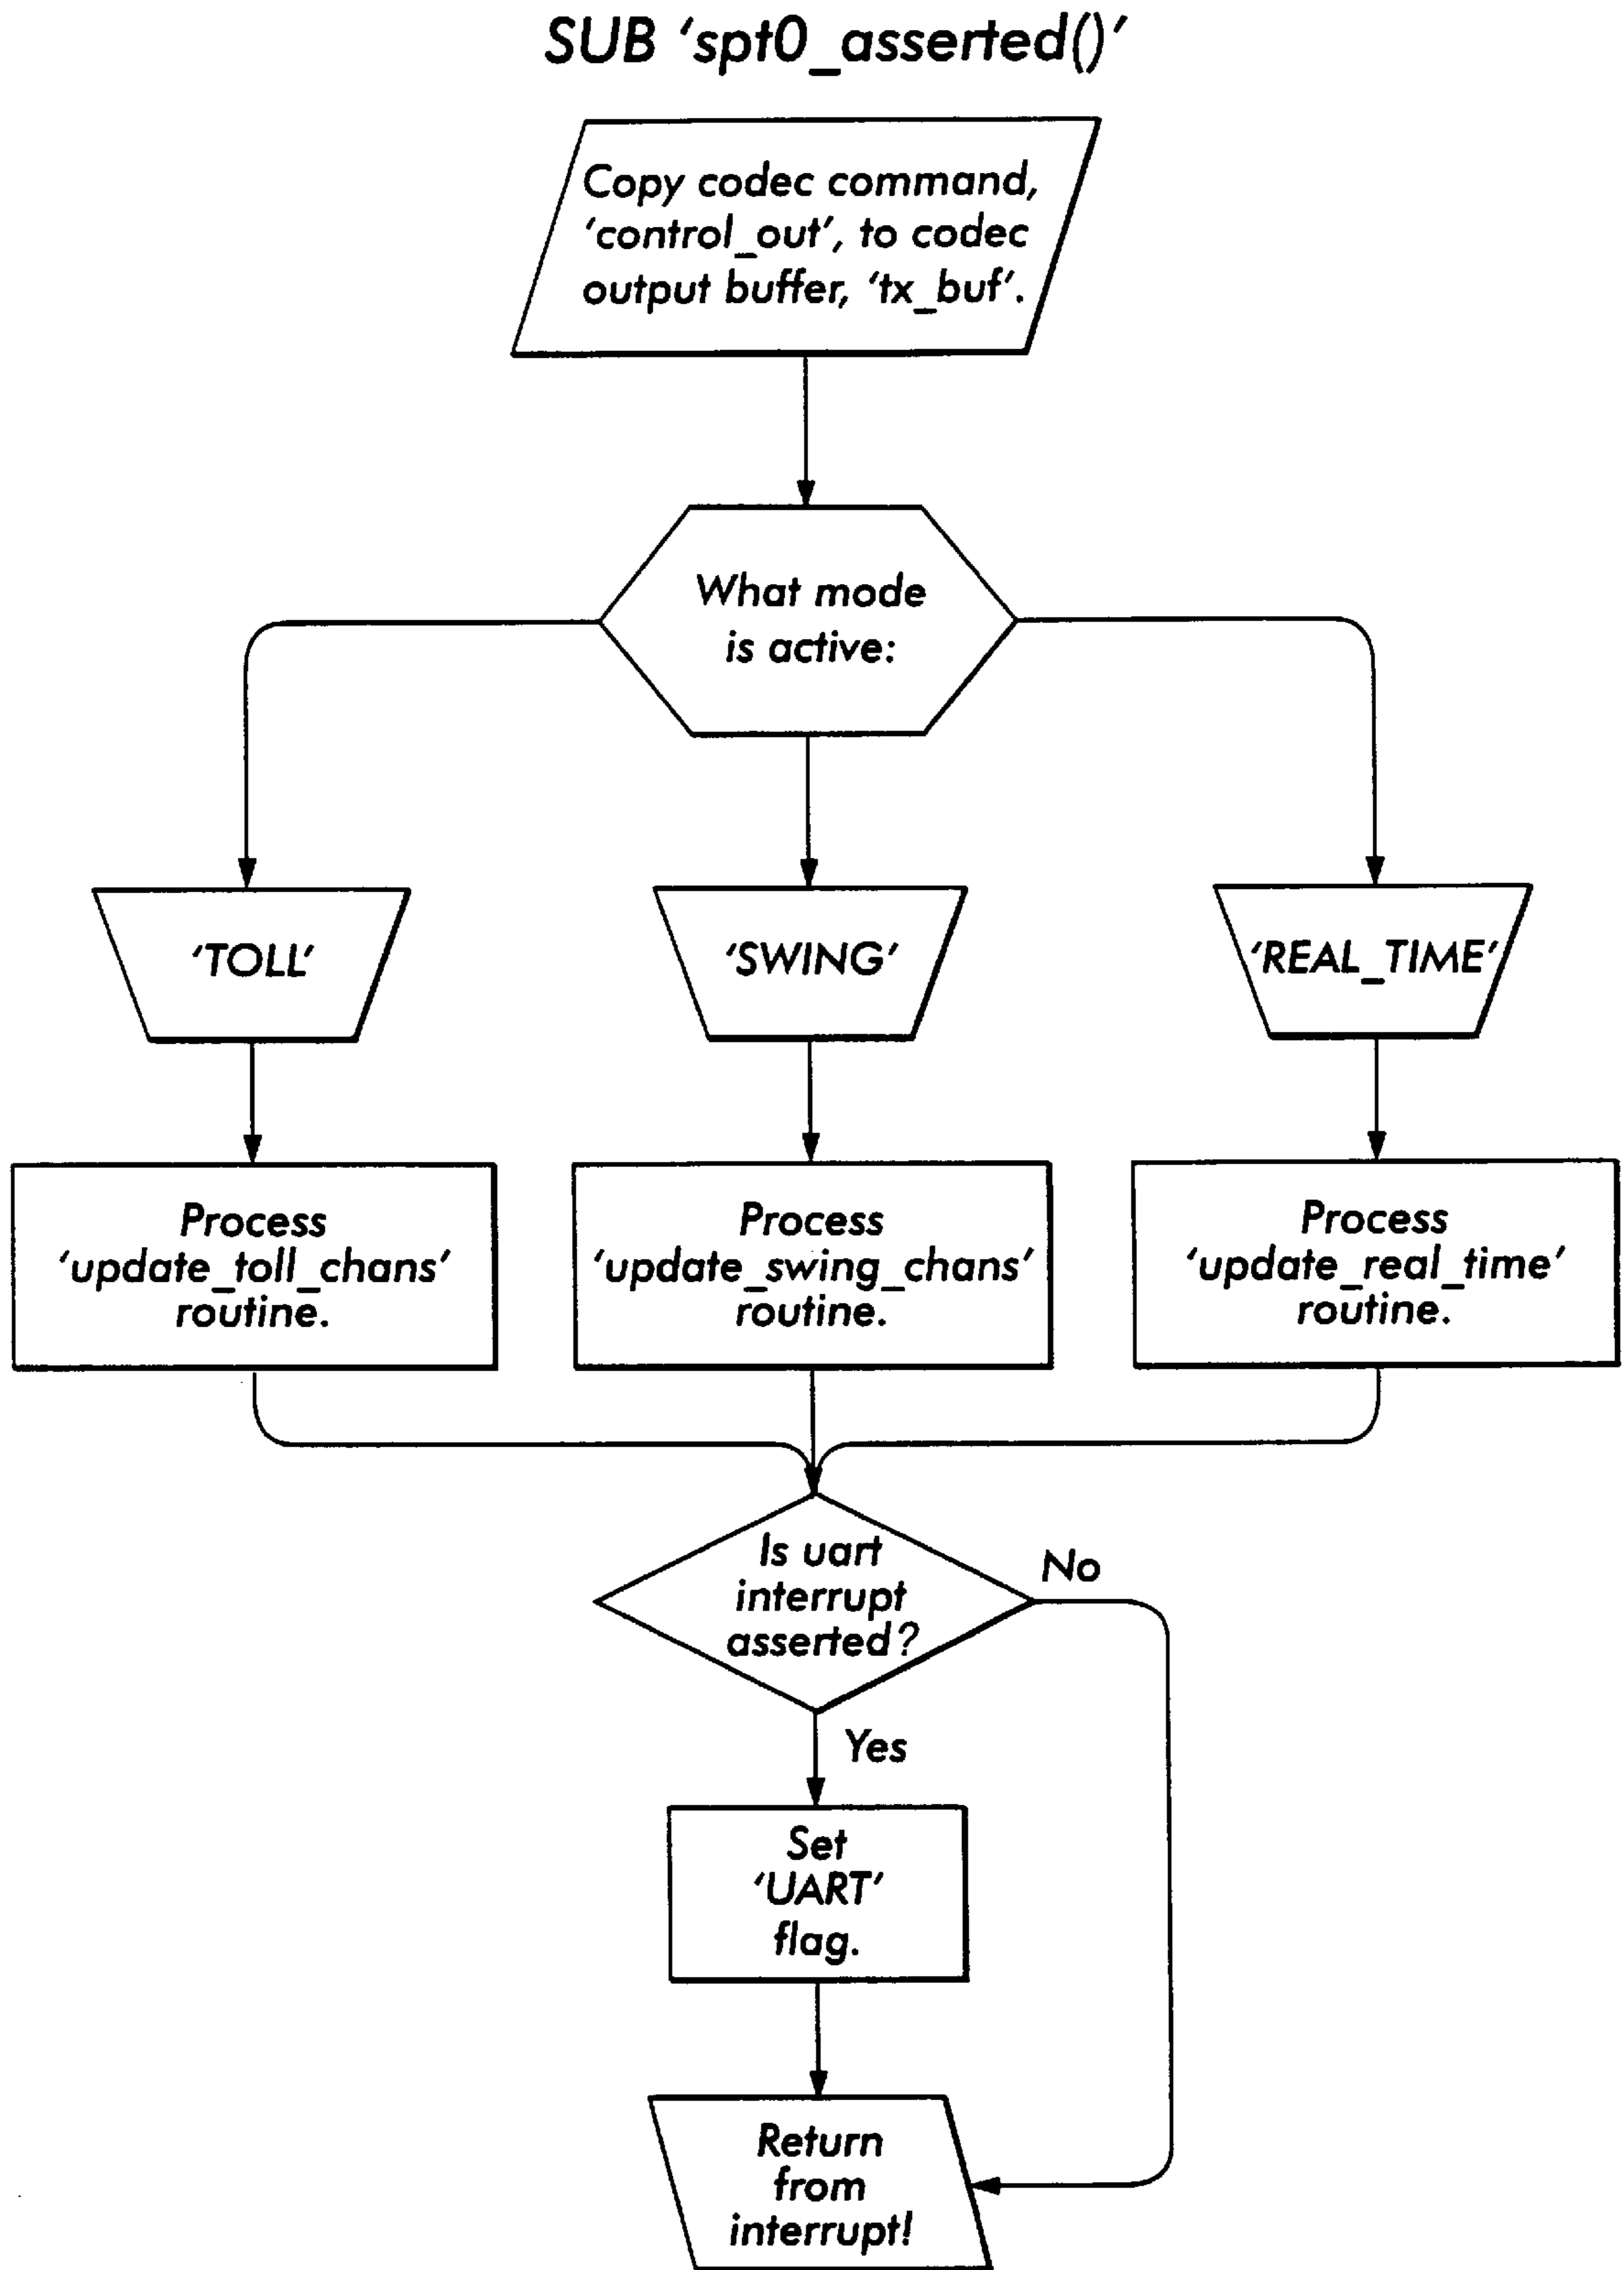 SUB 'spt0_asserted()'
Copy codec command,
'control_out', to codec
output buffer, 'tx_buf'.
What mode
is active:
'TOLL'
'SWING'
'REAL_TIME'
Process
'update_toll_chans'
routine.
Process
'update_swing_chans'
routine.
Process
'update_real_time'
routine.
Is uart
interrupt
asserted?
No
Yes
Set
'UART'
flag.
Return
from
interrupt!